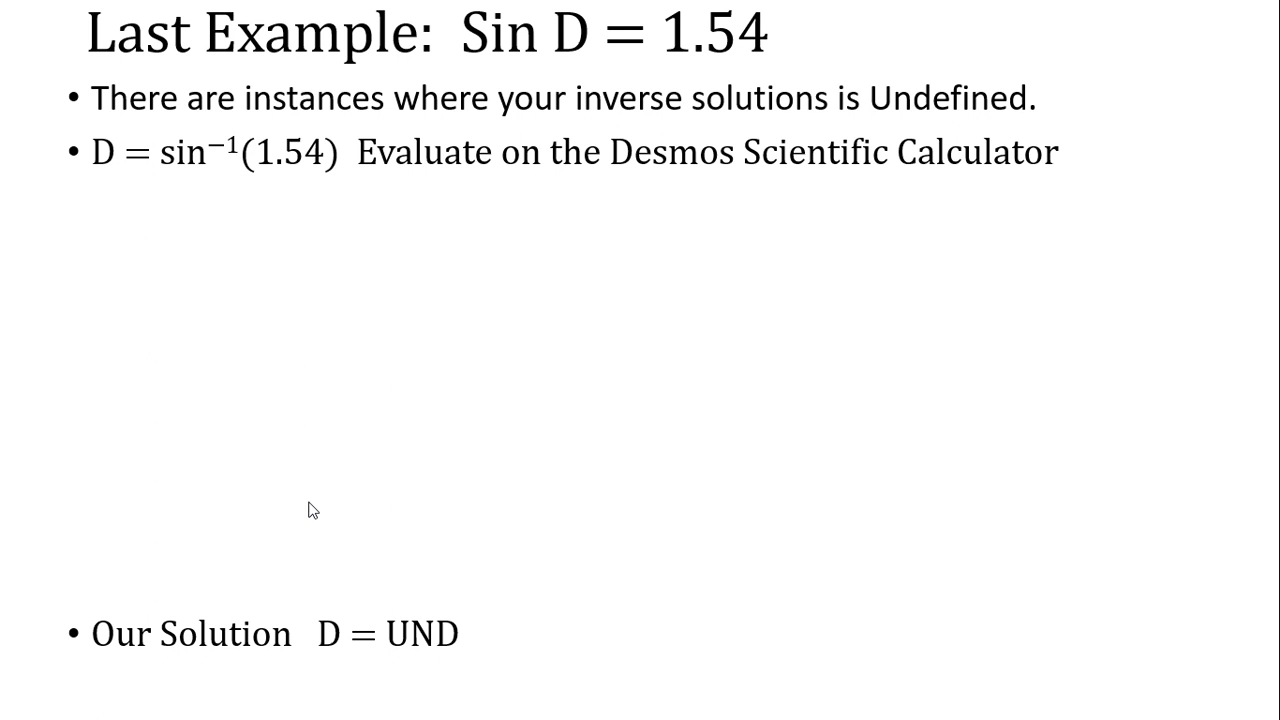 Last Example: Sin D = 1.54
• There are instances where your inverse solutions is Undefined.
• D = sin⁻¹(1.54) Evaluate on the Desmos Scientific Calculator
• Our Solution D = UND